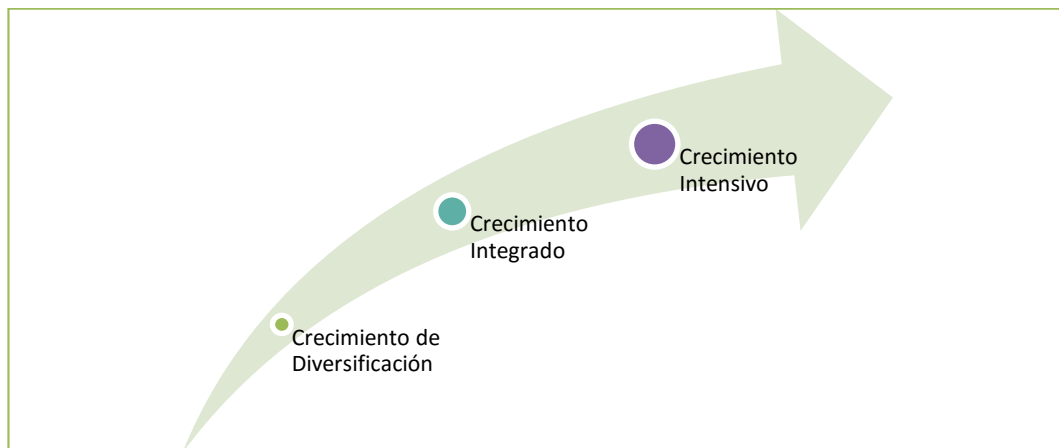 Crecimiento
Intensivo
Crecimiento
Integrado
Crecimiento de
Diversificación